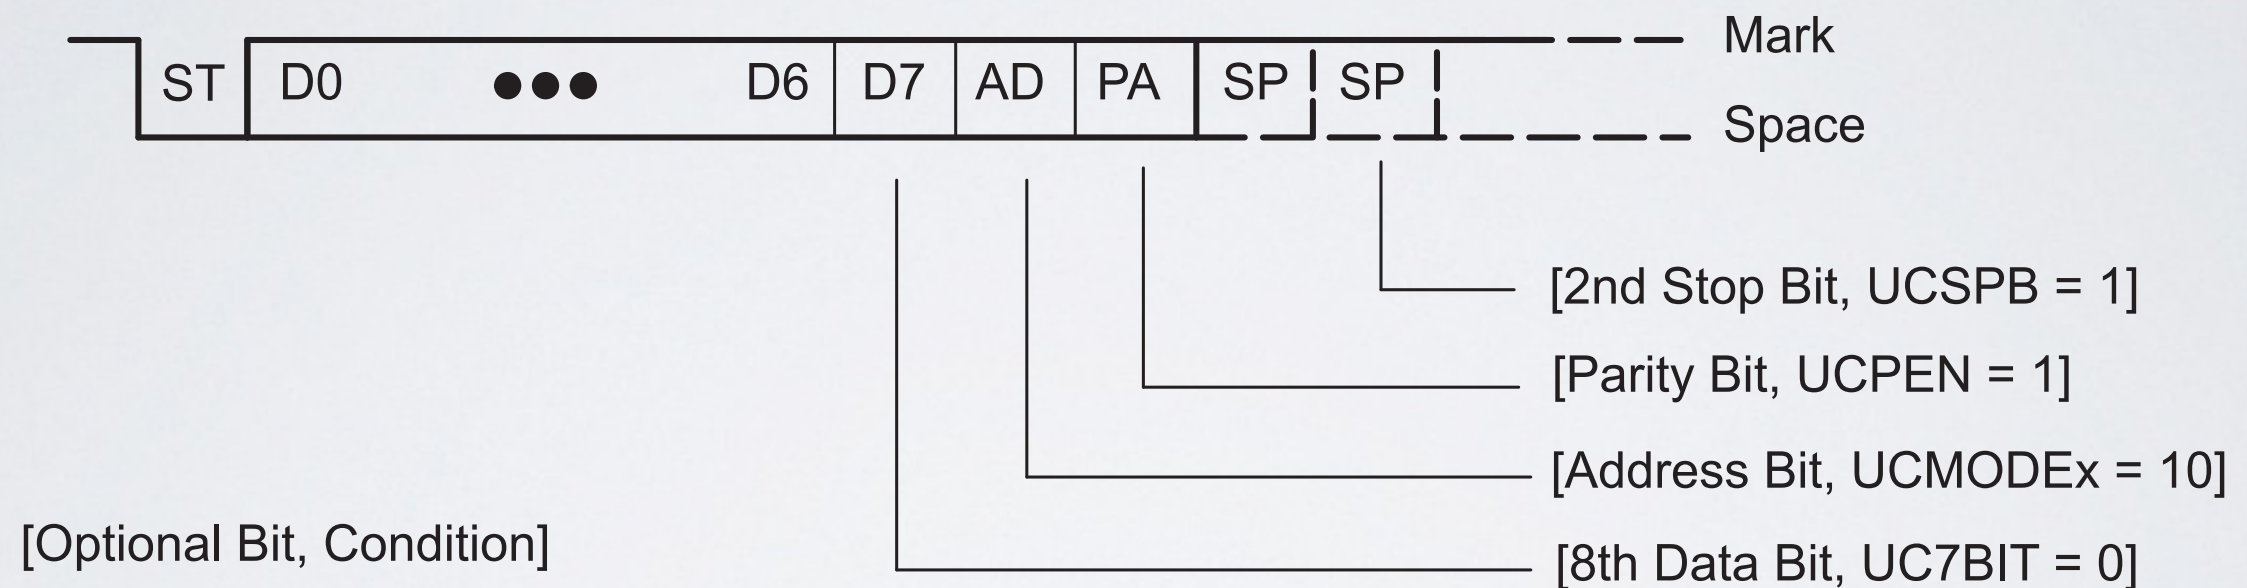 Mark
ST D0 ●●● D6 D7 AD PA SP SP
Space
[2nd Stop Bit, UCSPB = 1]
[Parity Bit, UCPEN = 1]
[Address Bit, UCMODEx = 10]
[Optional Bit, Condition]
[8th Data Bit, UC7BIT = 0]